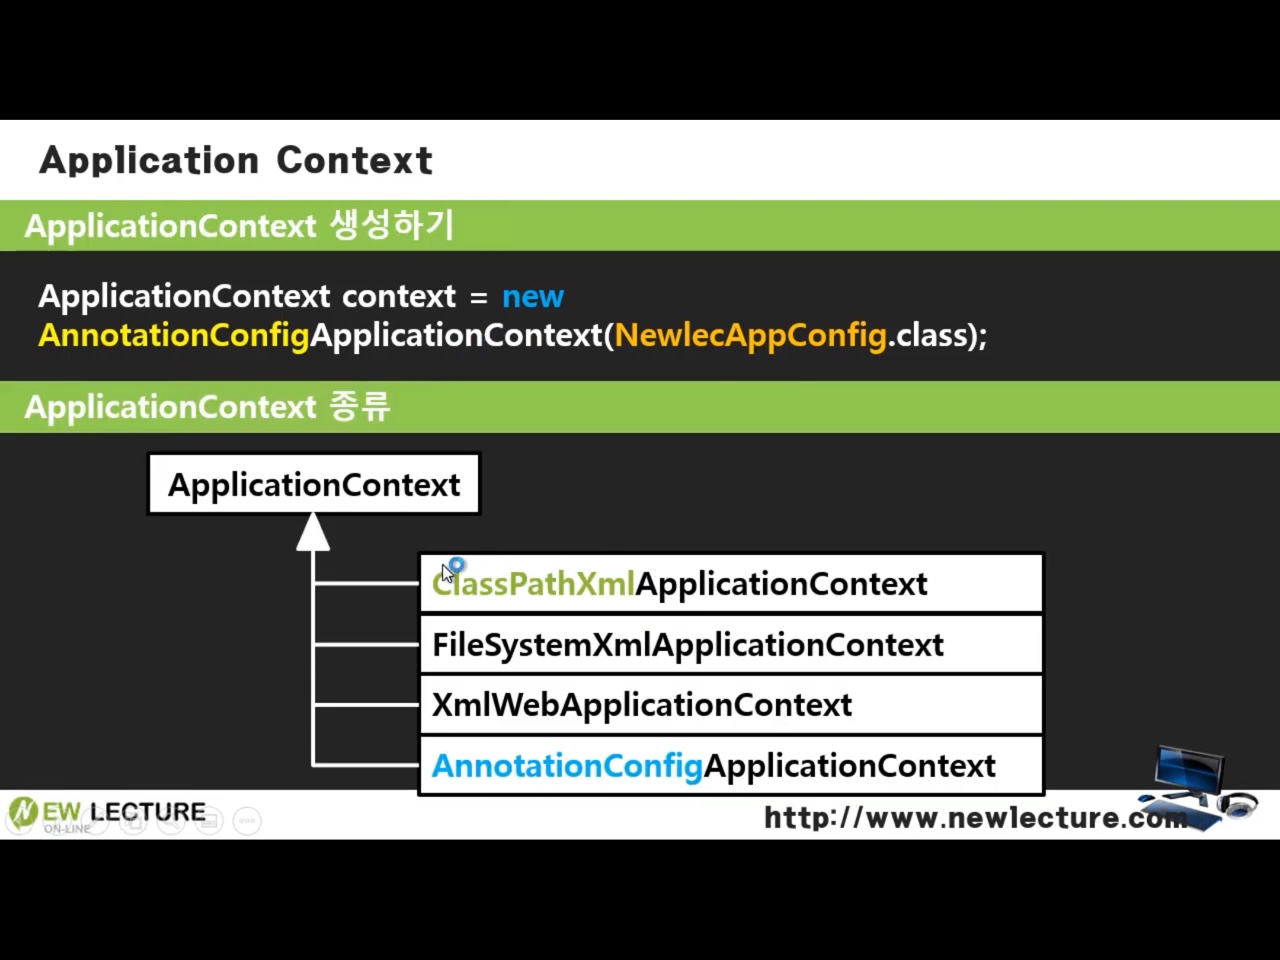 Application Context
ApplicationContext 생성하기
ApplicationContext context = new
AnnotationConfigApplicationContext(NewlecAppConfig.class);
ApplicationContext 종류
ApplicationContext
ClassPathXmlApplicationContext
FileSystemXmlApplicationContext
XmlWebApplicationContext
AnnotationConfigApplicationContext
NEW LECTURE
ON-LINE
http://www.newlecture.com